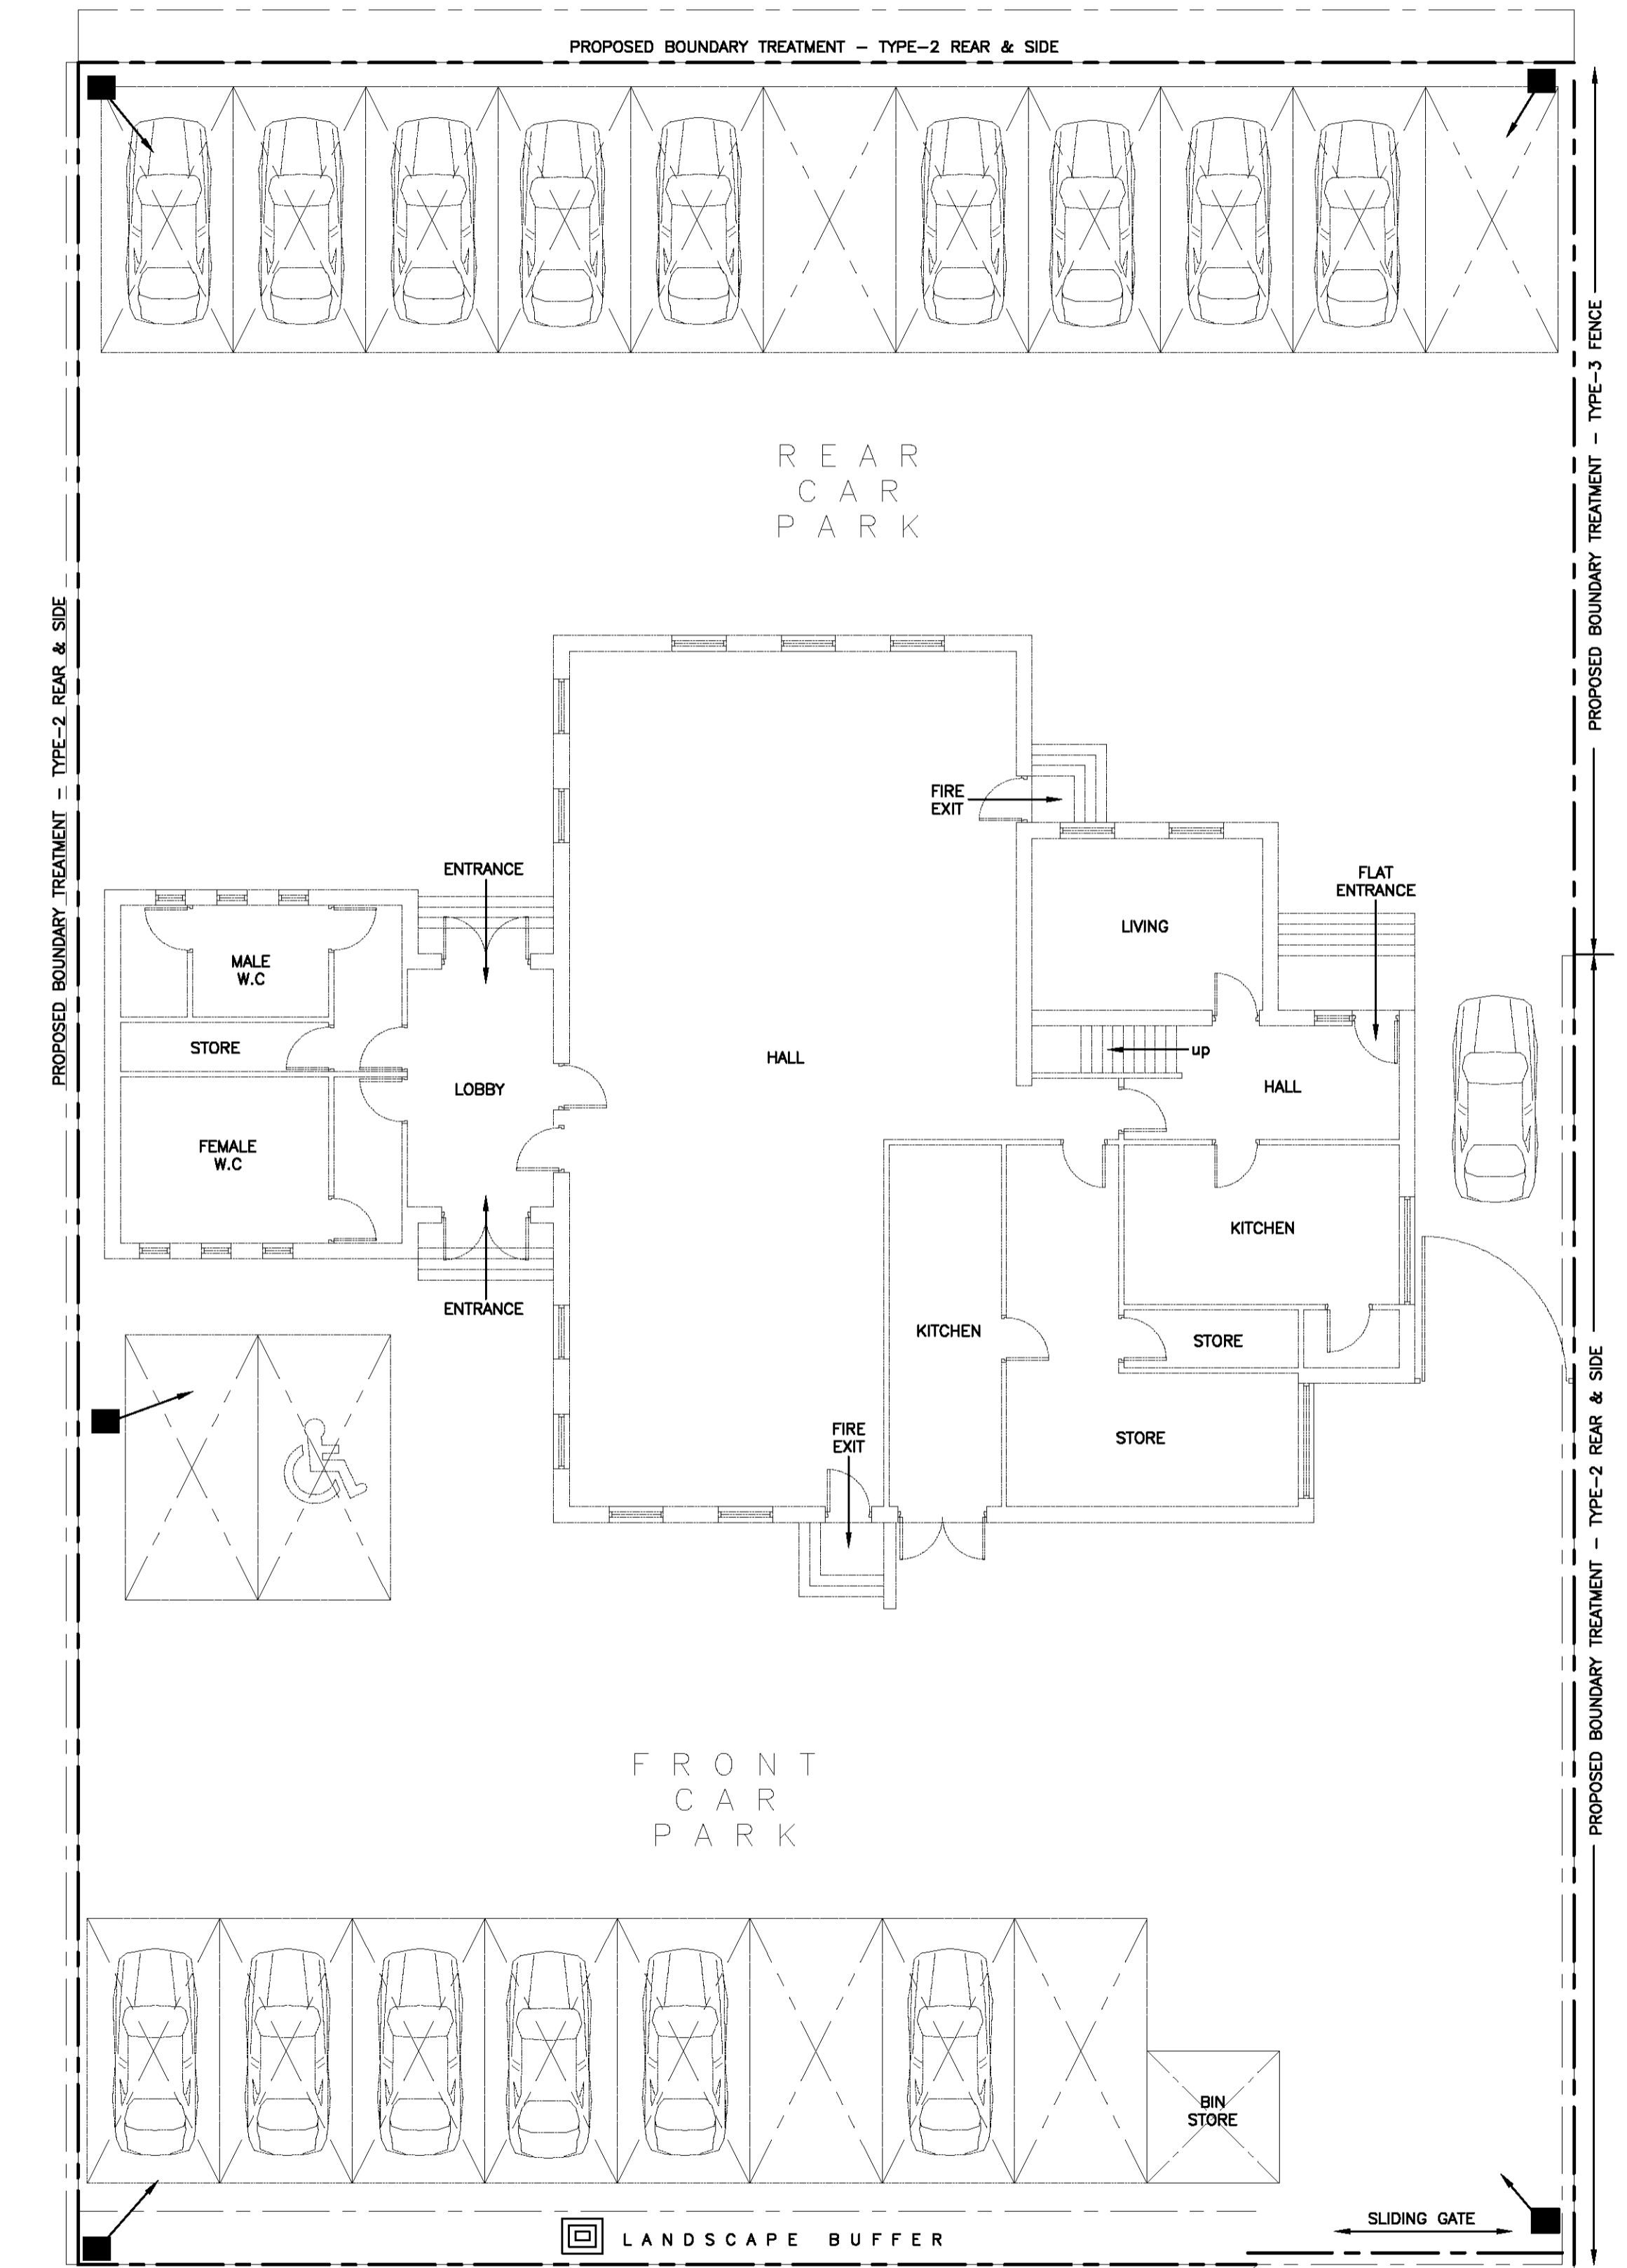 PROPOSED BOUNDARY TREATMENT - TYPE-2 REAR & SIDE
PROPOSED BOUNDARY TREATMENT - TYPE-3 FENCE
REAR
CAR
PARK
PROPOSED BOUNDARY TREATMENT - TYPE-2 REAR & SIDE
FIRE
EXIT
ENTRANCE
FLAT
ENTRANCE
LIVING
MALE
W.C
STORE
HALL
up
LOBBY
HALL
FEMALE
W.C
KITCHEN
ENTRANCE
KITCHEN
STORE
FIRE
EXIT
STORE
PROPOSED BOUNDARY TREATMENT - TYPE-2 REAR & SIDE
FRONT
CAR
PARK
BIN
STORE
SLIDING GATE
LANDSCAPE BUFFER